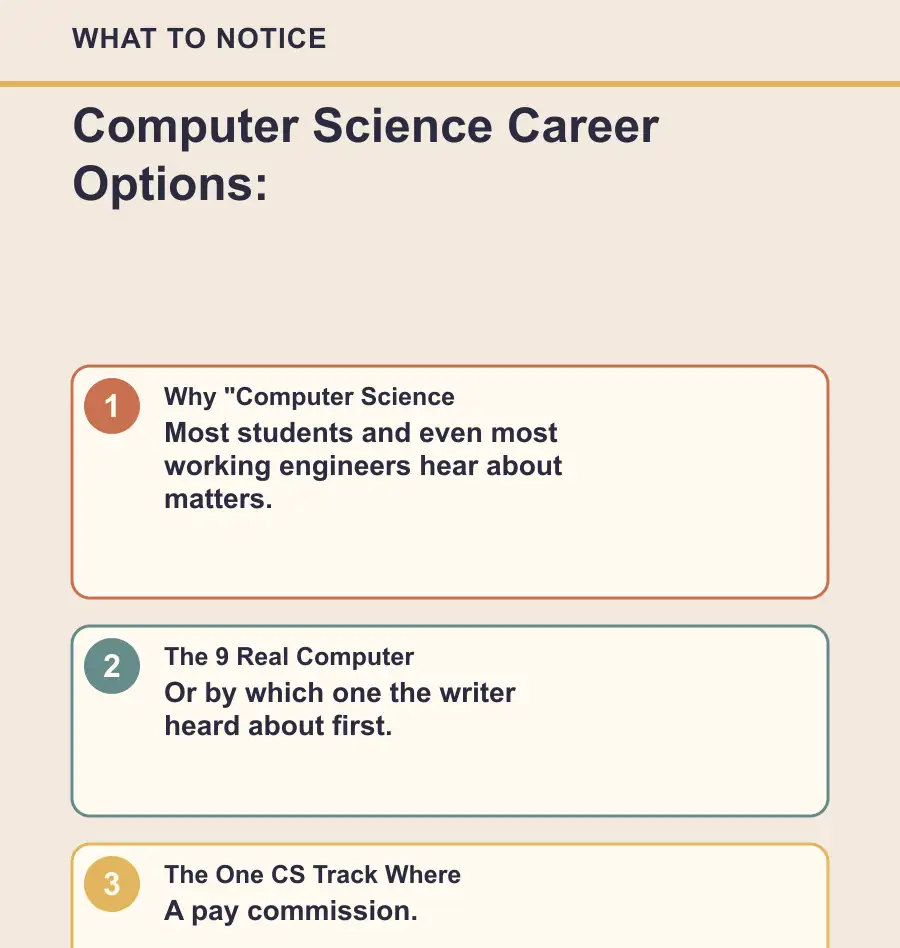 WHAT TO NOTICE
Computer Science Career
Options:
1
Why "Computer Science
Most students and even most
working engineers hear about
matters.
2
The 9 Real Computer
Or by which one the writer
heard about first.
3
The One CS Track Where
A pay commission.